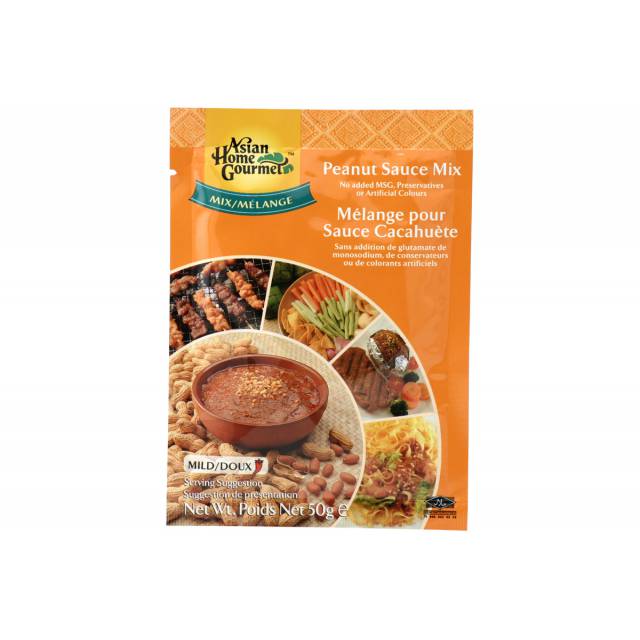 Asian
Home
Gourmet™
MIX/MÉLANGE
Peanut Sauce Mix
No added MSG, Preservatives
or Artificial Colours
Mélange pour
Sauce Cacahuète
Sans addition de glutamate de
monosodium, de conservateurs
ou de colorants artificiels
MILD/DOUX
Serving Suggestion
Suggestion de présentation
Net Wt. Poids Net 50g e